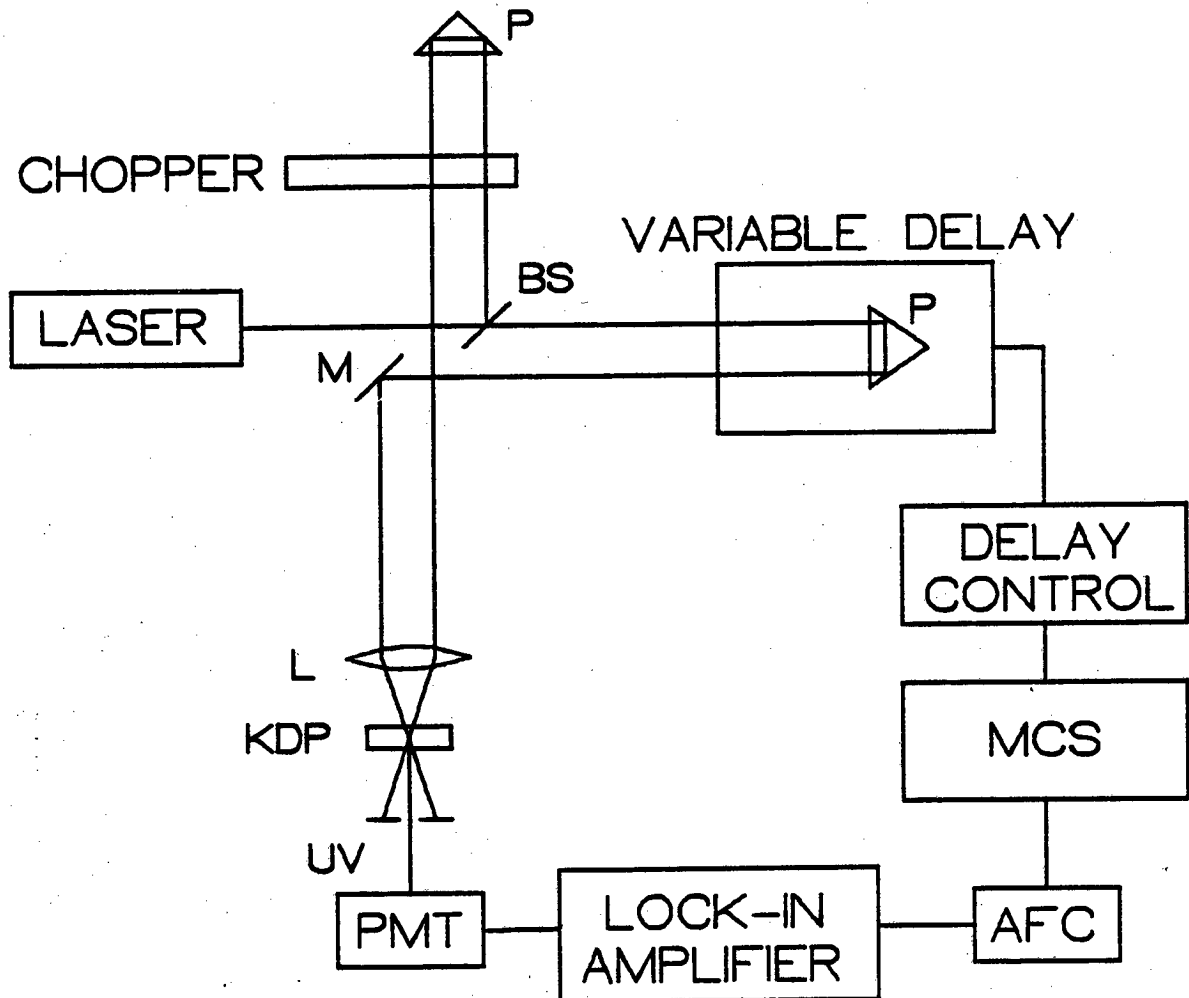 P
CHOPPER
VARIABLE DELAY
BS
P
LASER
M
DELAY
CONTROL
L
KDP
MCS
UV
PMT
LOCK-IN
AMPLIFIER
AFC